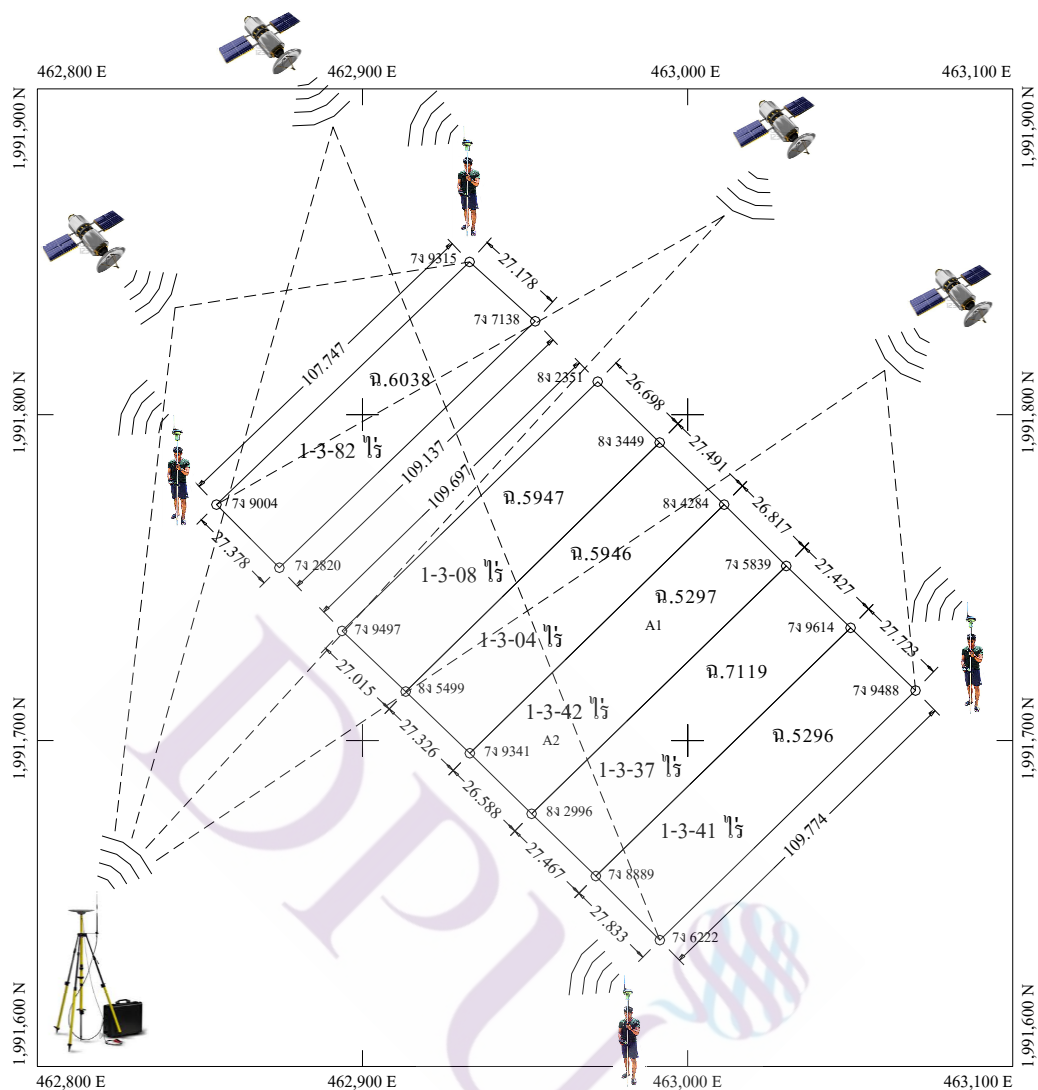 462,800 E
462,900 E
463,000 E
463,100 E
1,991,900 N
1,991,900 N
7ง 9315
27.178
7ง 7138
107.747
ฉ.6038
8ง 2351
26.698
1,991,800 N
1,991,800 N
1-3-82 ไร่
8ง 3449
27.491
109.137
109.697
ฉ.5947
7ง 9004
8ง 4284
26.817
27.378
ฉ.5946
7ง 2820
1-3-08 ไร่
7ง 5839
27.427
ฉ.5297
A1
7ง 9497
1-3-04 ไร่
7ง 9614
27.723
27.015
8ง 5499
ฉ.7119
7ง 9488
1-3-42 ไร่
27.326
1,991,700 N
1,991,700 N
7ง 9341
A2
ฉ.5296
1-3-37 ไร่
26.588
8ง 2996
1-3-41 ไร่
109.774
27.467
7ง 8889
27.833
7ง 6222
DPU
1,991,600 N
1,991,600 N
462,800 E
462,900 E
463,000 E
463,100 E